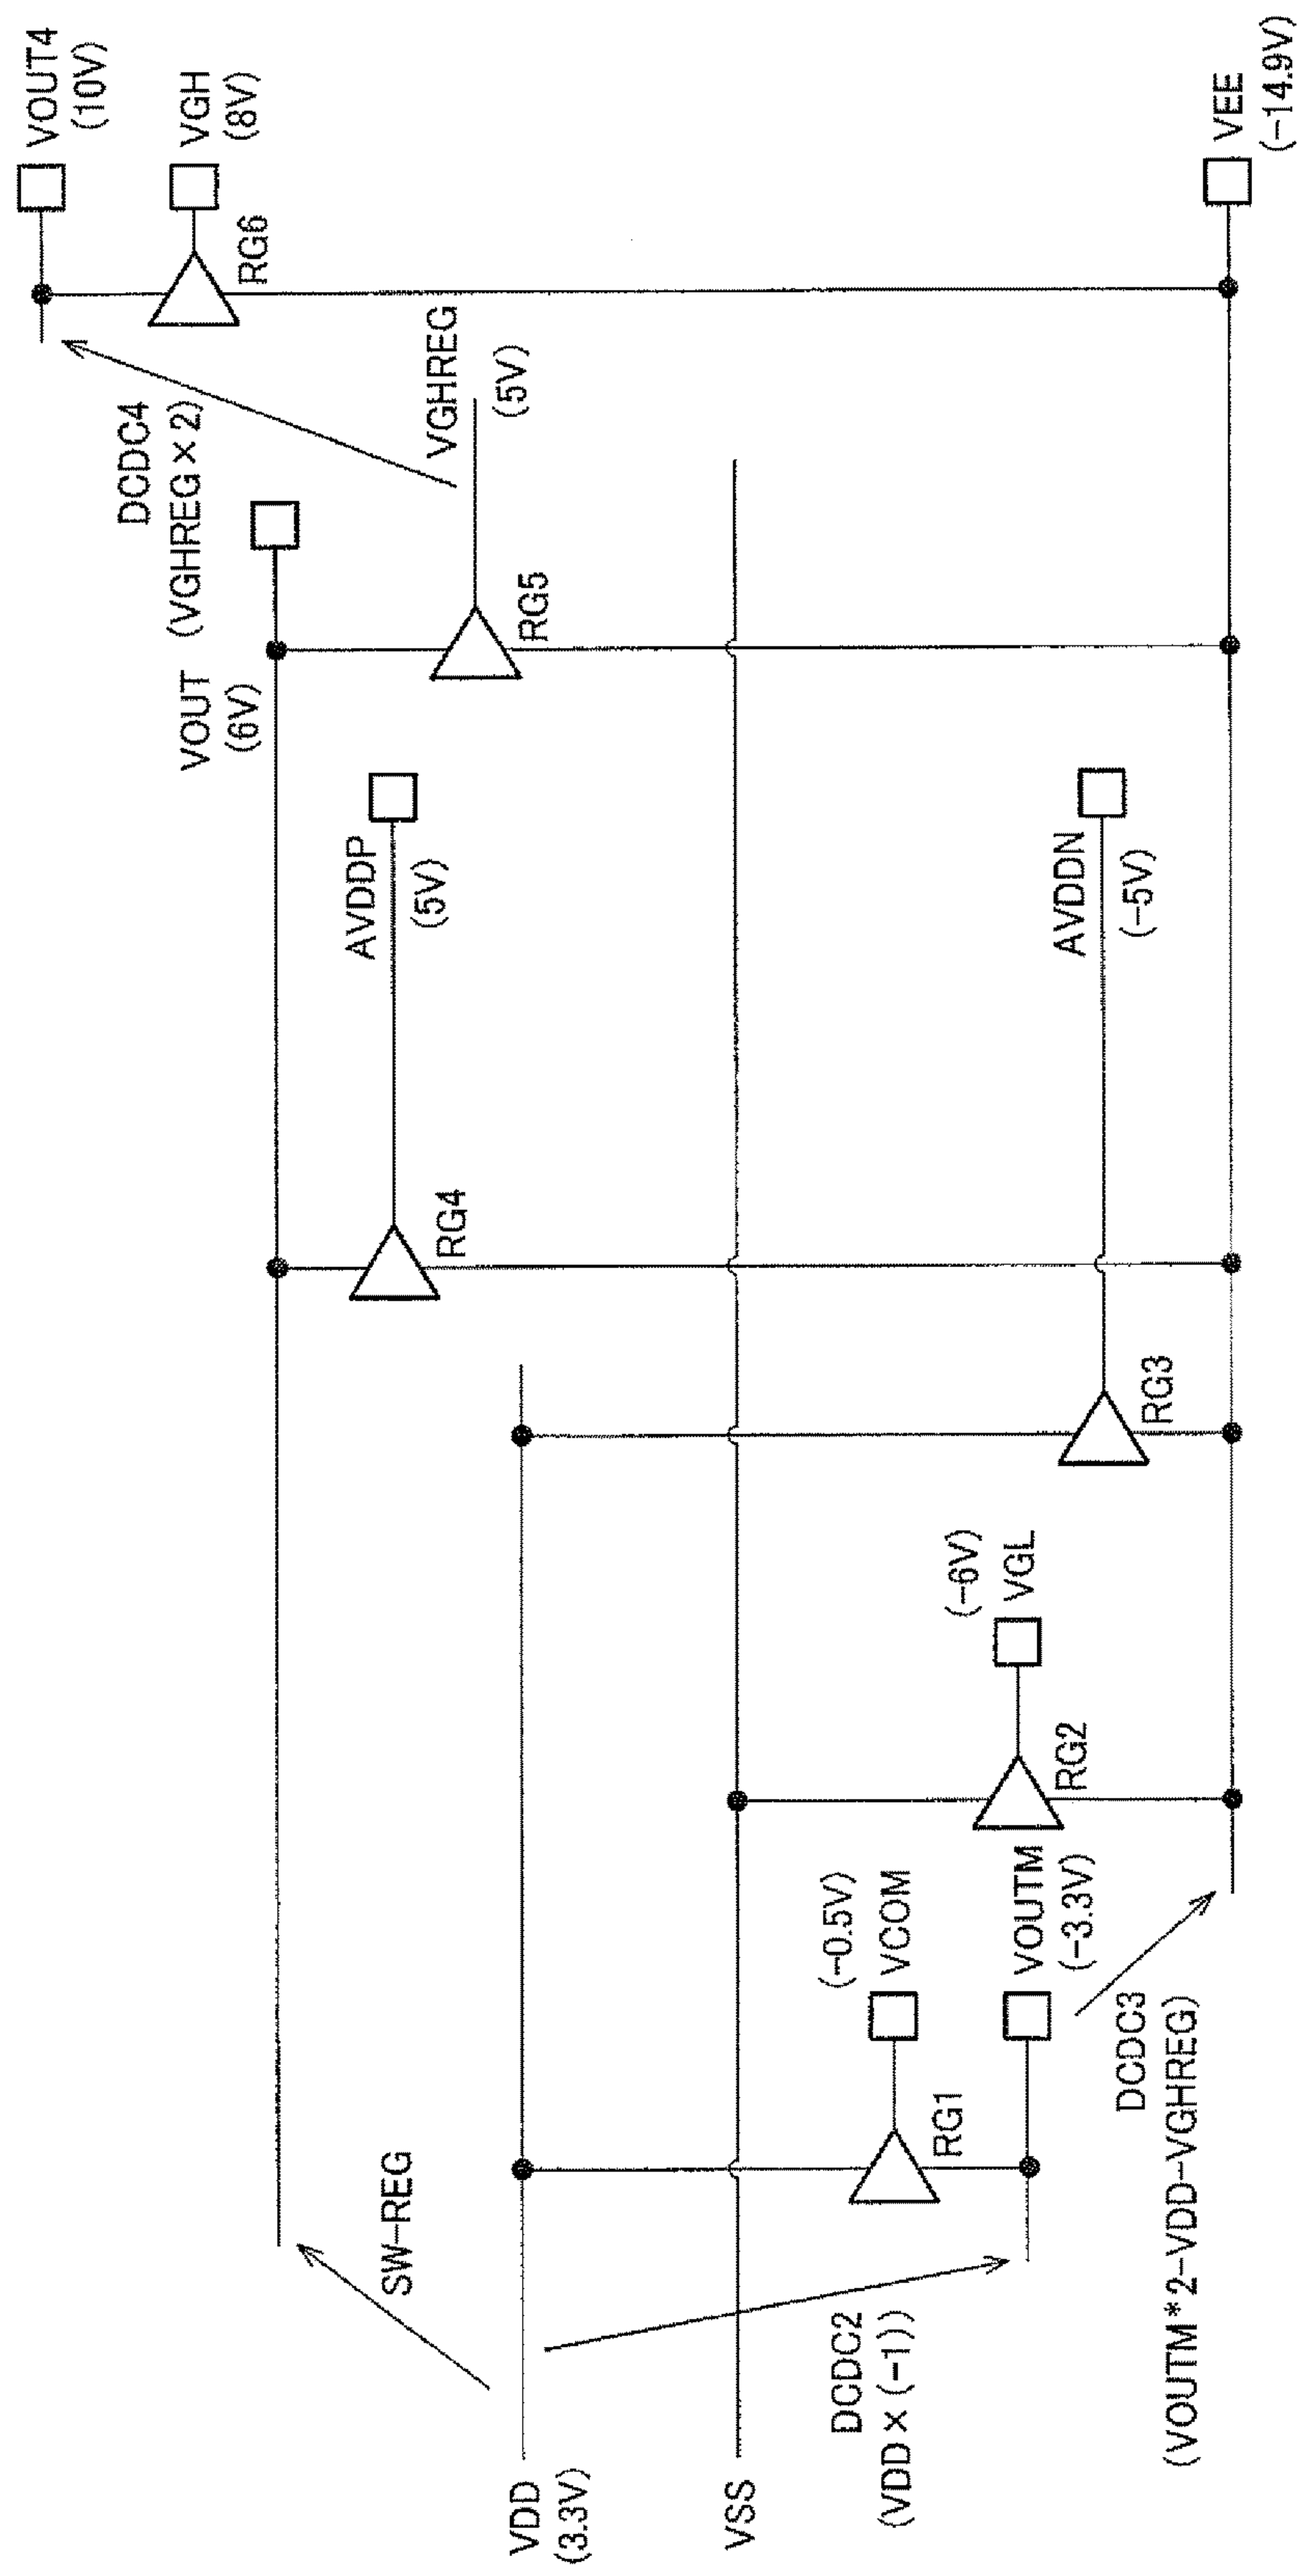 VOUT4
(10V)
VGH
(8V)
RG6
DCDC4
(VGHREG×2)
VGHREG
(5V)
VOUT
(6V)
RG5
AVDDP
(5V)
RG4
SW-REG
VDD
(3.3V)
VSS
DCDC2
(VDD×(-1))
(-0.5V)
VCOM
RG1
VOUTM
(-3.3V)
DCDC3
(VOUTM*2-VDD-VGHREG)
(-6V)
VGL
RG2
RG3
AVDDN
(-5V)
VEE
(-14.9V)